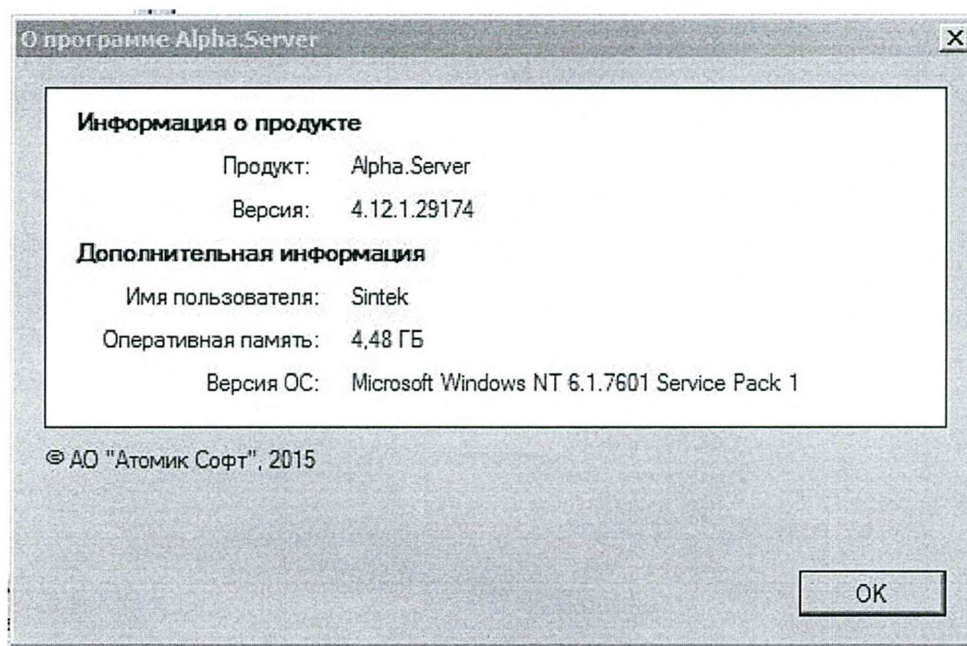 О программе Alpha.Server
Информация о продукте
Продукт: Alpha.Server
Версия: 4.12.1.29174
Дополнительная информация
Имя пользователя: Sintek
Оперативная память: 4,48 ГБ
Версия ОС: Microsoft Windows NT 6.1.7601 Service Pack 1
© АО "Атомик Софт", 2015
ОК